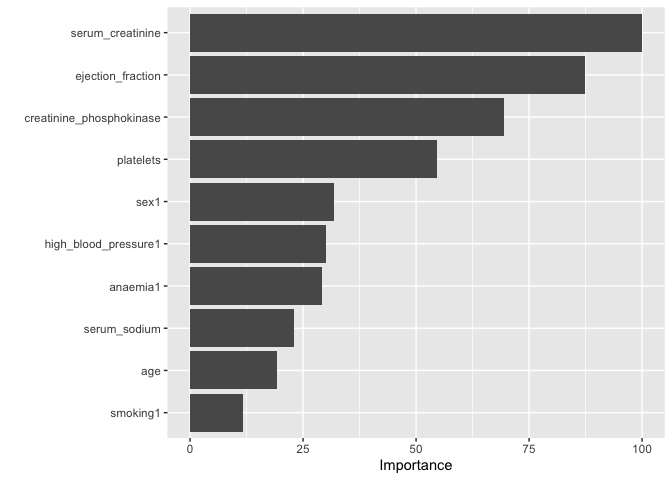 serum_creatinine
ejection_fraction
creatinine_phosphokinase
platelets
sex1
high_blood_pressure1
anaemia1
serum_sodium
age
smoking1
0 25 50 75 100
Importance